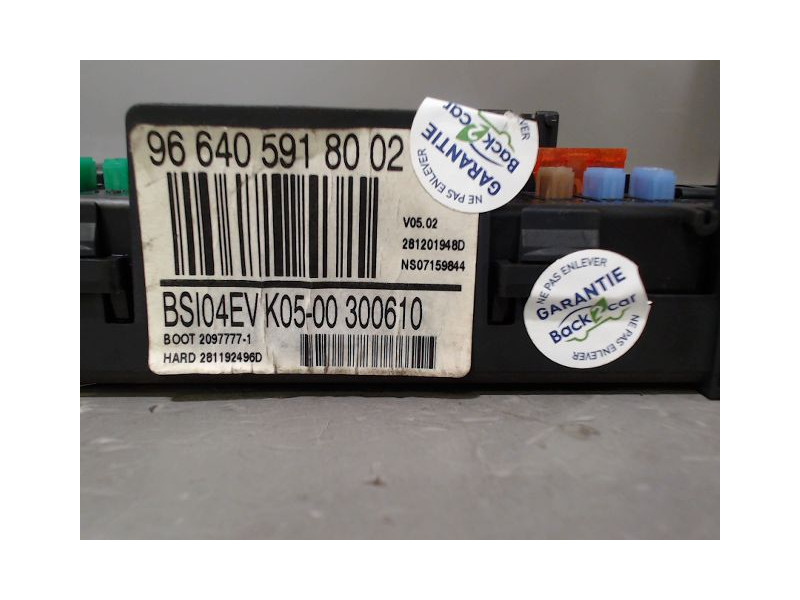 96 640 591 80 02
V05.02
281201948D
NS07159844
BSI04EV K05-00 300610
BOOT 2097777-1
HARD 281192496D
GARANTIE
Back2car
NE PAS ENLEVER
GARANTIE
NE PAS ENLEVER
GARANTIE
Back2car
NE PAS ENLEVER